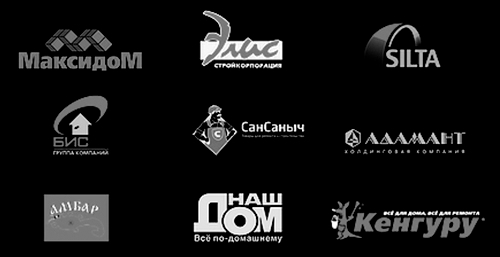 МаксидоМ
Элис
СТРОЙКОРПОРАЦИЯ
SILTA
БИС
ГРУППА КОМПАНИЙ
С
СанСаныч
АДАМАНТ
ХОЛДИНГОВАЯ КОМПАНИЯ
АМБАР
НАШ
ДОМ
Всё по-домашнему
ВСЁ ДЛЯ ДОМА, ВСЁ ДЛЯ РЕМОНТА
Кенгуру